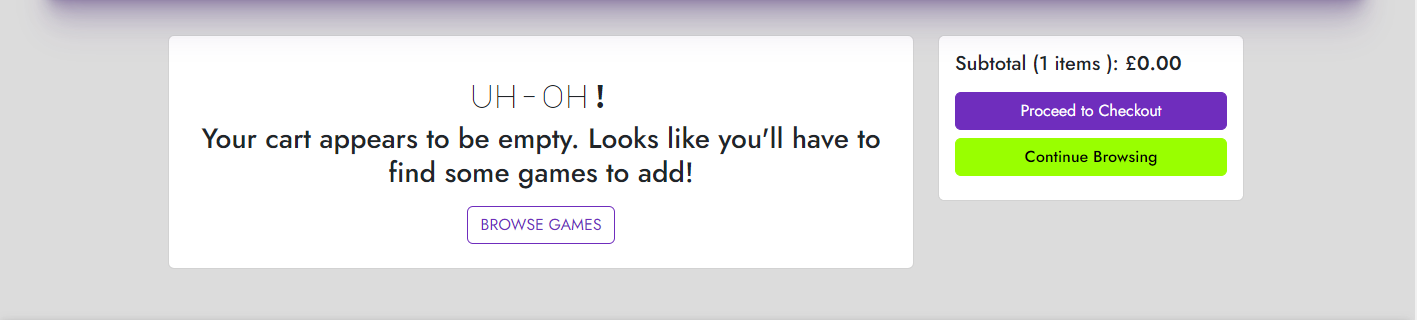 UH-OH!
Your cart appears to be empty. Looks like you'll have to
find some games to add!
BROWSE GAMES
Subtotal (1 items ): £0.00
Proceed to Checkout
Continue Browsing